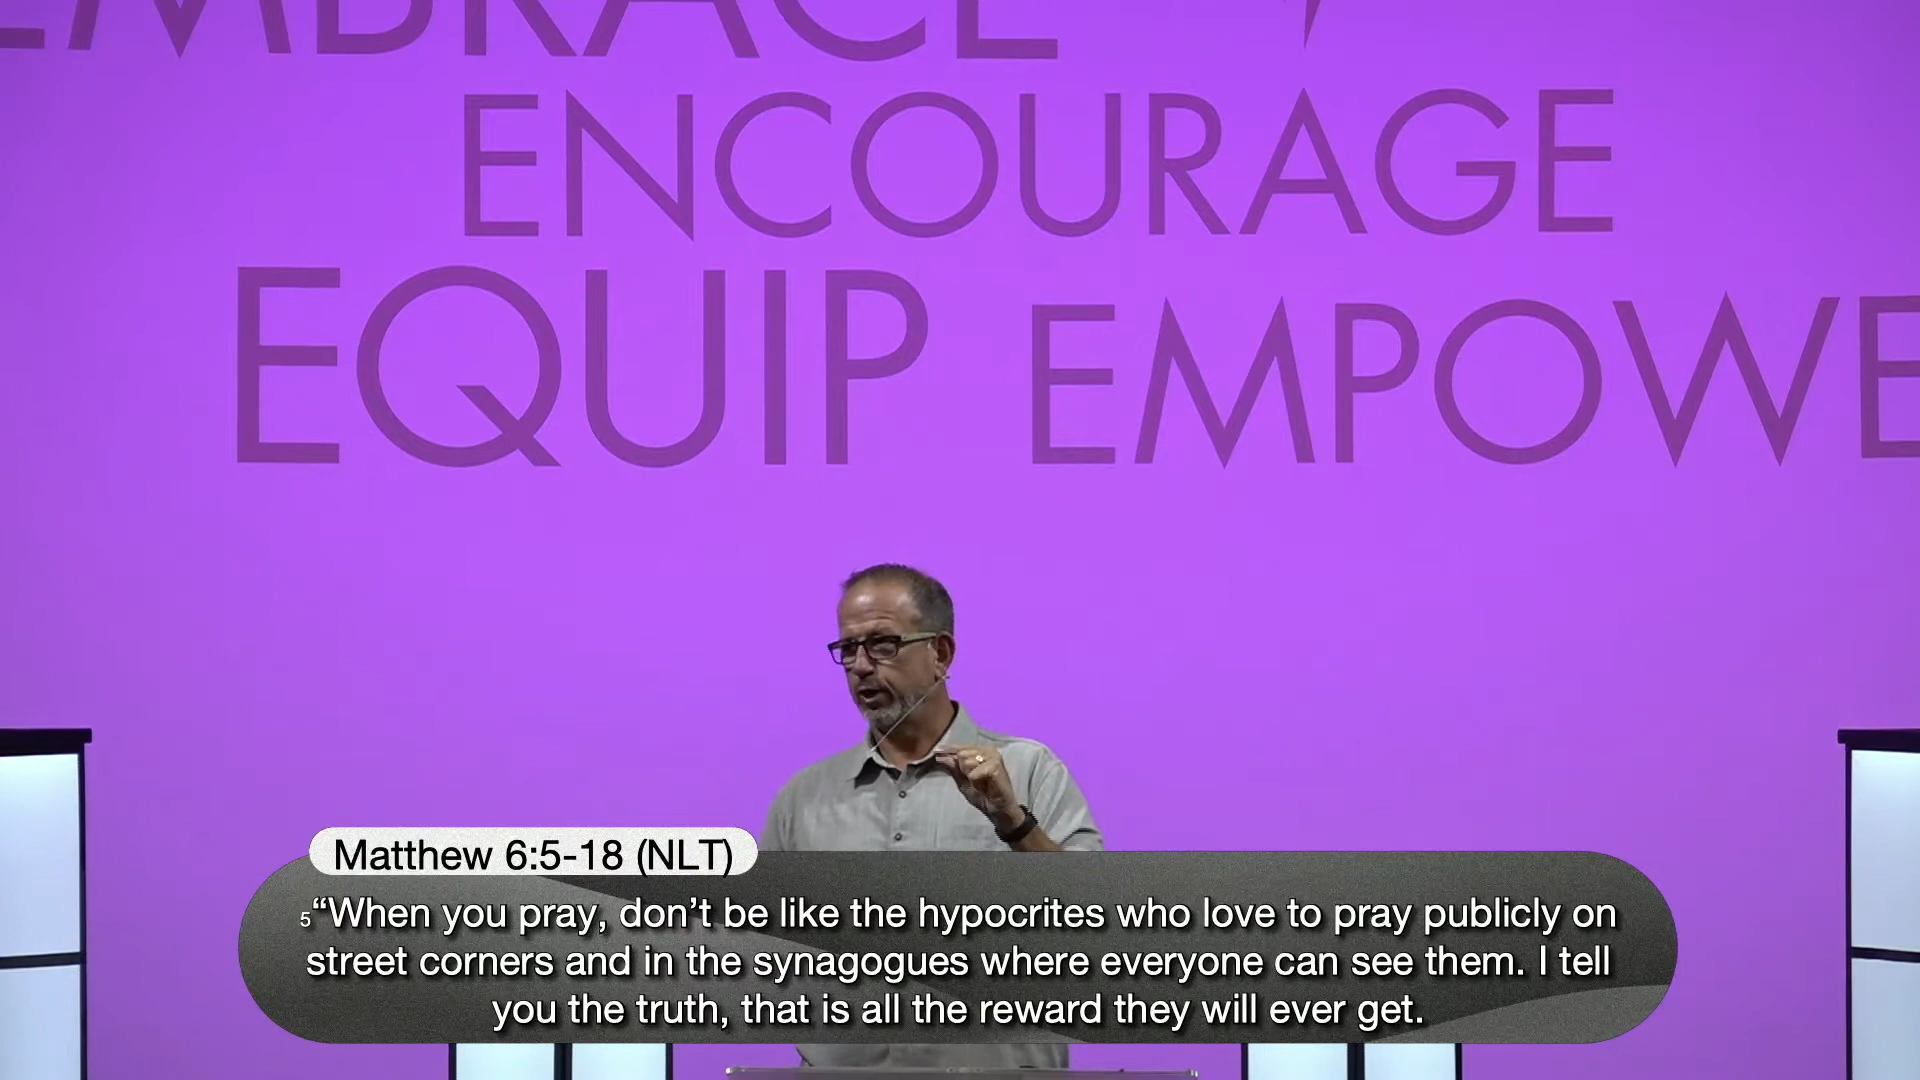 EMBRACE
ENCOURAGE
EQUIP EMPOWE
Matthew 6:5-18 (NLT)
5“When you pray, don’t be like the hypocrites who love to pray publicly on
street corners and in the synagogues where everyone can see them. I tell
you the truth, that is all the reward they will ever get.